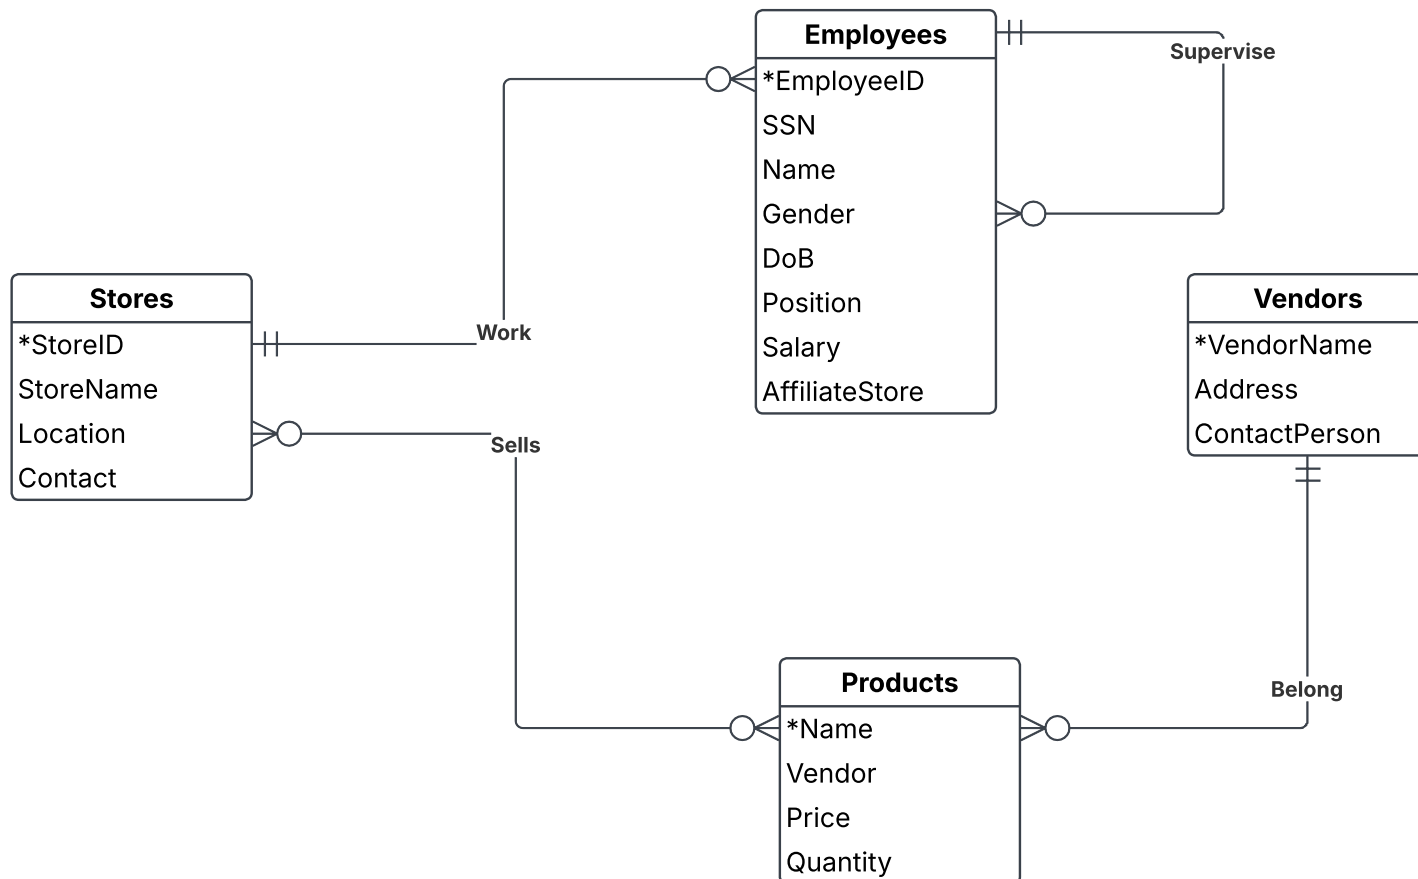 Employees
*EmployeeID
SSN
Name
Gender
DoB
Position
Salary
AffiliateStore
Supervise
Stores
*StoreID
StoreName
Location
Contact
Work
Sells
Vendors
*VendorName
Address
ContactPerson
Belong
Products
*Name
Vendor
Price
Quantity